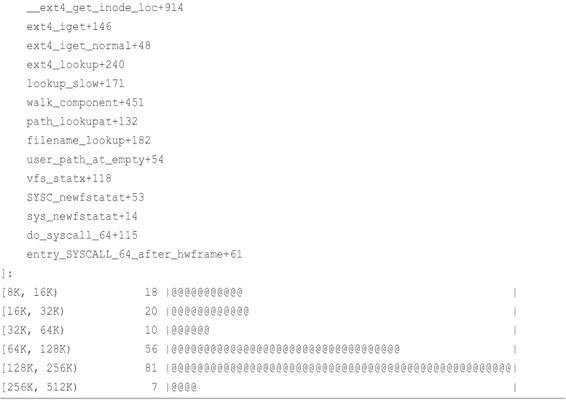 __ext4_get_inode_loc+914
ext4_iget+146
ext4_iget_normal+48
ext4_lookup+240
lookup_slow+171
walk_component+451
path_lookupat+132
filename_lookup+182
user_path_at_empty+54
vfs_statx+118
SYSC_newfstatat+53
sys_newfstatat+14
do_syscall_64+115
entry_SYSCALL_64_after_hwframe+61
]:
[8K, 16K) 18 |@@@@@@@@@@@ |
[16K, 32K) 20 |@@@@@@@@@@@@ |
[32K, 64K) 10 |@@@@@@ |
[64K, 128K) 56 |@@@@@@@@@@@@@@@@@@@@@@@@@@@@@@@@@@@ |
[128K, 256K) 81 |@@@@@@@@@@@@@@@@@@@@@@@@@@@@@@@@@@@@@@@@@@@@@@@@@@@@|
[256K, 512K) 7 |@@@@ |